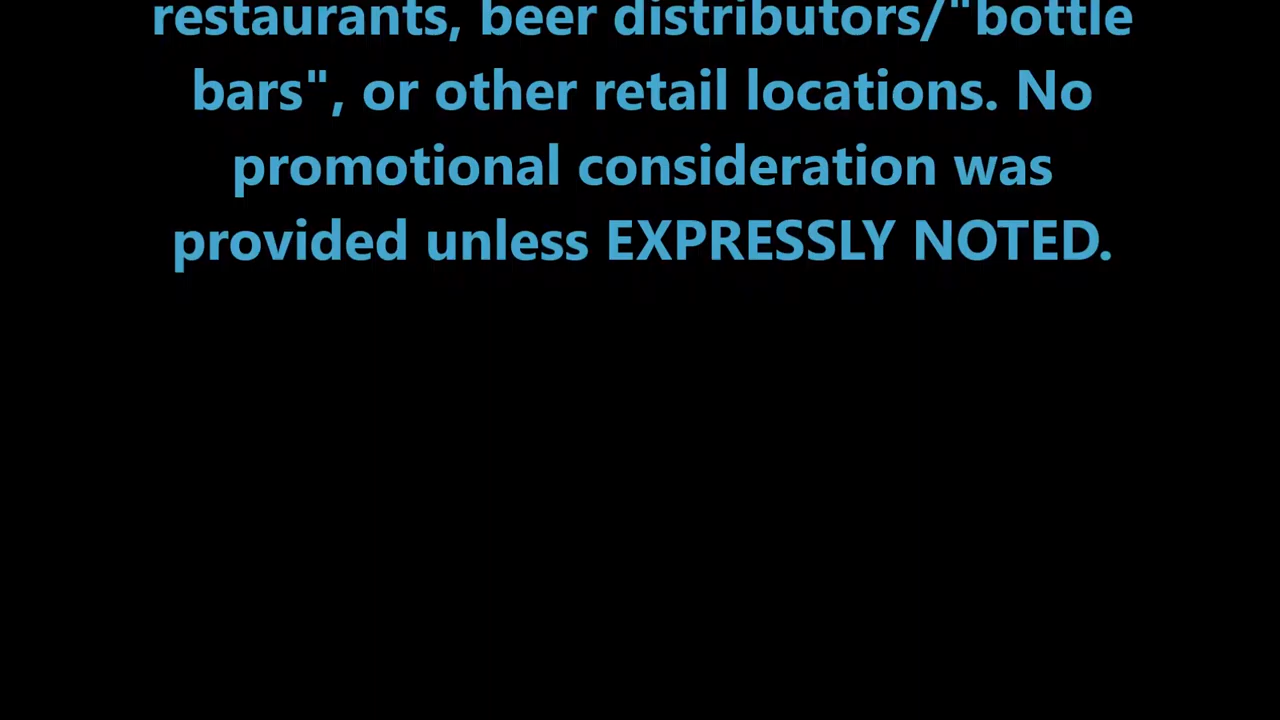 restaurants, beer distributors/"bottle
bars", or other retail locations. No
promotional consideration was
provided unless EXPRESSLY NOTED.